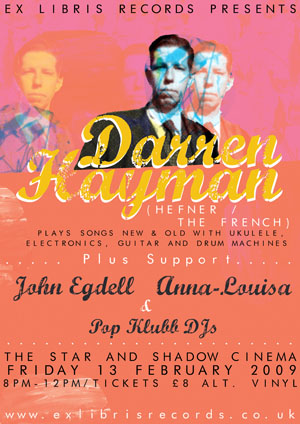 EX LIBRIS RECORDS PRESENTS
Darren
Hayman
(HEFNER /
THE FRENCH)
PLAYS SONGS NEW & OLD WITH UKULELE,
ELECTRONICS, GUITAR AND DRUM MACHINES
......Plus Support......
John Egdell Anna-Louisa
&
Pop Klubb DJs
THE STAR AND SHADOW CINEMA
FRIDAY 13 FEBRUARY 2009
8PM-12PM/TICKETS £8 ALT. VINYL
www.exlibrisrecords.co.uk